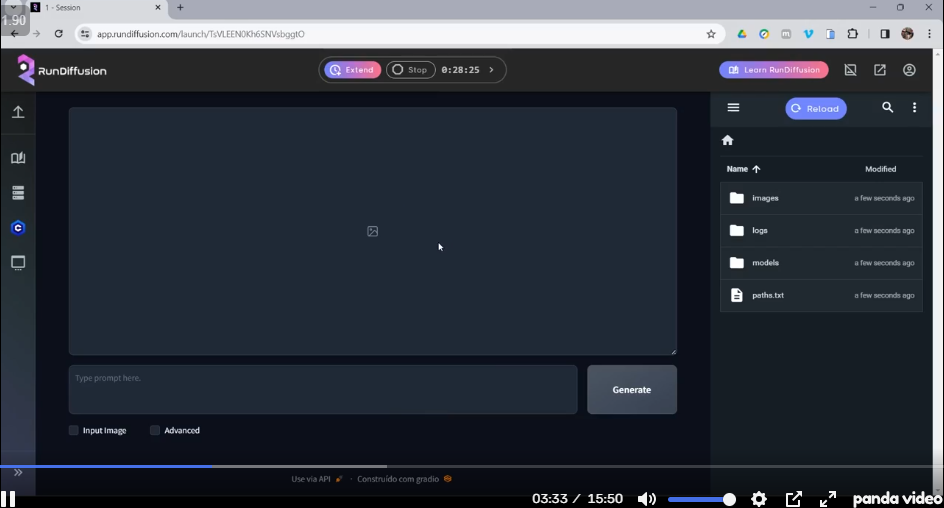 1 - Session
1.90
app.rundiffusion.com/launch/TsVLEEN0Kh6SNVsbggtO
RunDiffusion
Extend
Stop
0:28:25
Learn RunDiffusion
Reload
Name
Modified
images
a few seconds ago
logs
a few seconds ago
models
a few seconds ago
paths.txt
a few seconds ago
Type prompt here.
Generate
Input Image
Advanced
Use via API
· Construído com gradio
03:33 / 15:50
panda video